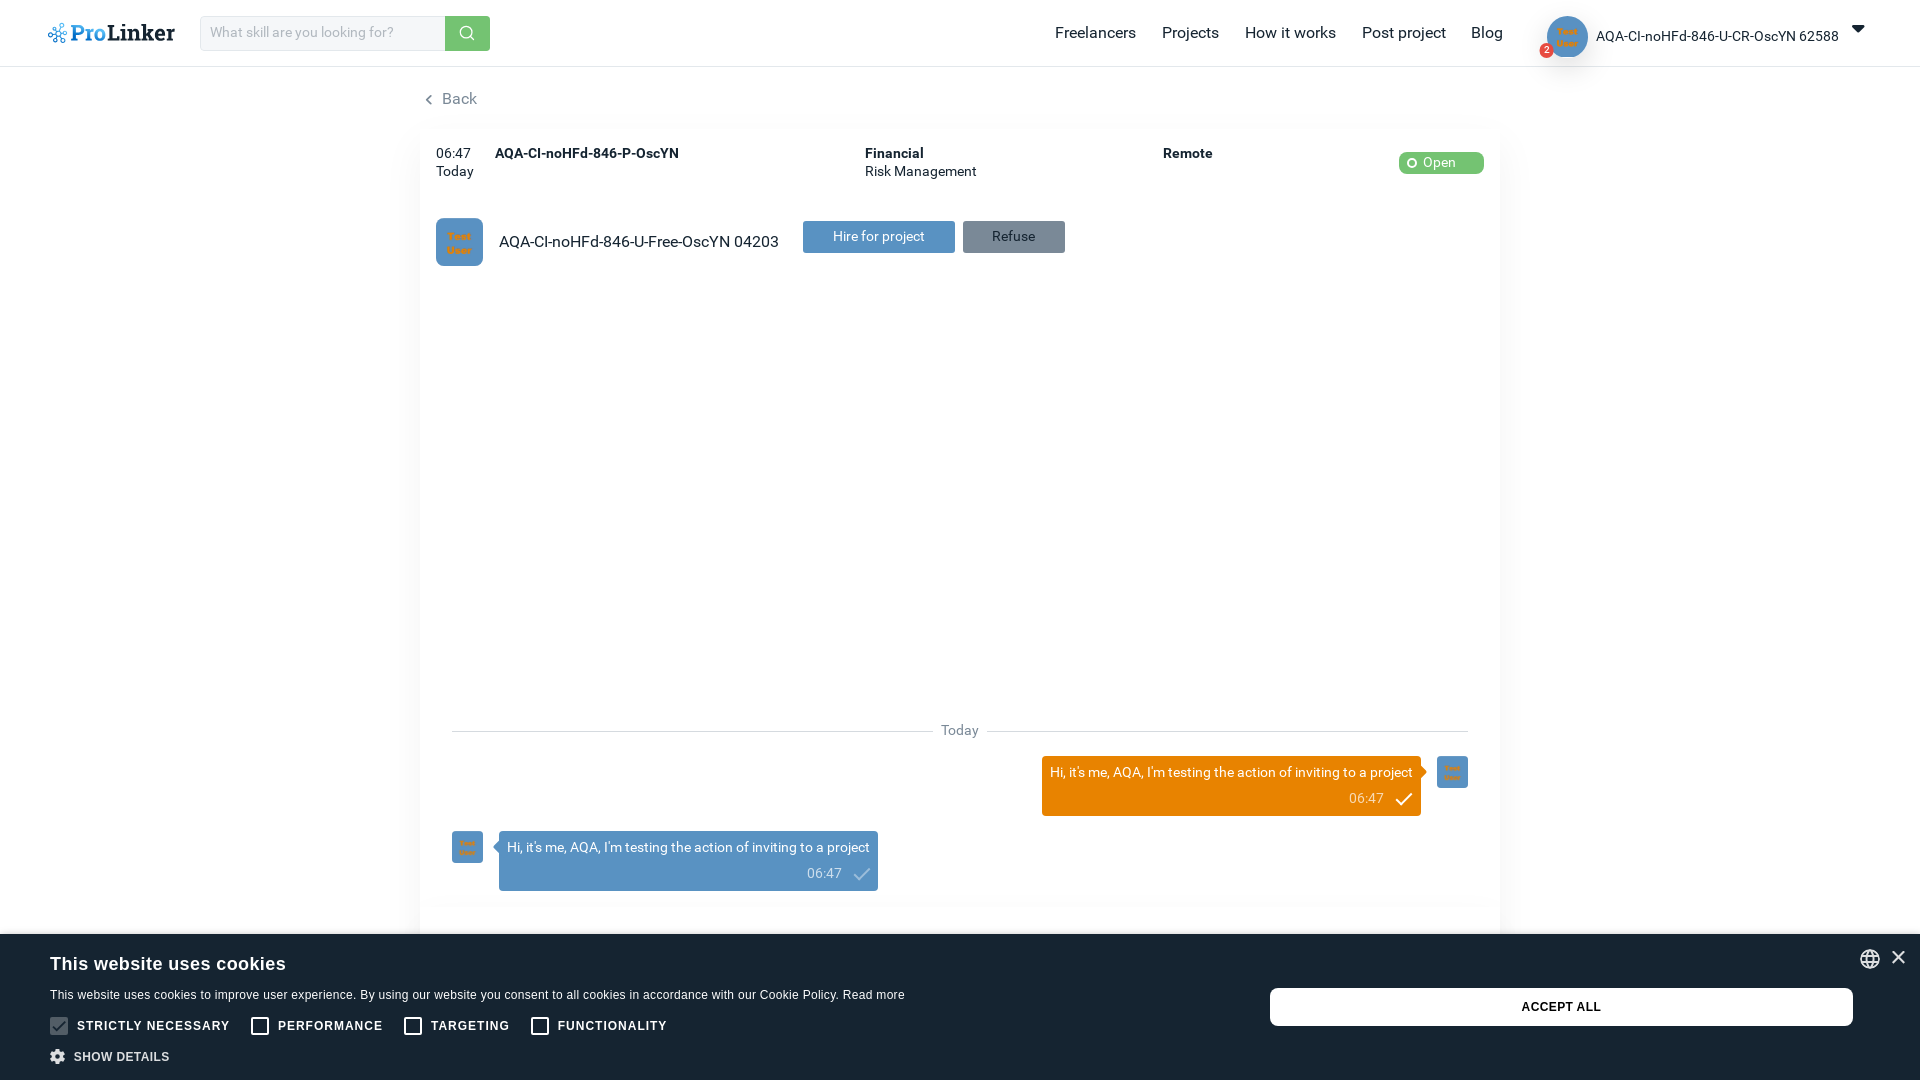 ProLinker
What skill are you looking for?
Freelancers Projects How it works Post project Blog
Test
User
2
AQA-CI-noHFd-846-U-CR-OscYN 62588
Back
06:47 AQA-CI-noHFd-846-P-OscYN Financial Remote
Today Risk Management
Open
Test
User
AQA-CI-noHFd-846-U-Free-OscYN 04203
Hire for project
Refuse
Today
Hi, it's me, AQA, I'm testing the action of inviting to a project
06:47
Test
User
Test
User
Hi, it's me, AQA, I'm testing the action of inviting to a project
06:47
This website uses cookies
×
This website uses cookies to improve user experience. By using our website you consent to all cookies in accordance with our Cookie Policy. Read more
ACCEPT ALL
STRICTLY NECESSARY PERFORMANCE TARGETING FUNCTIONALITY
SHOW DETAILS